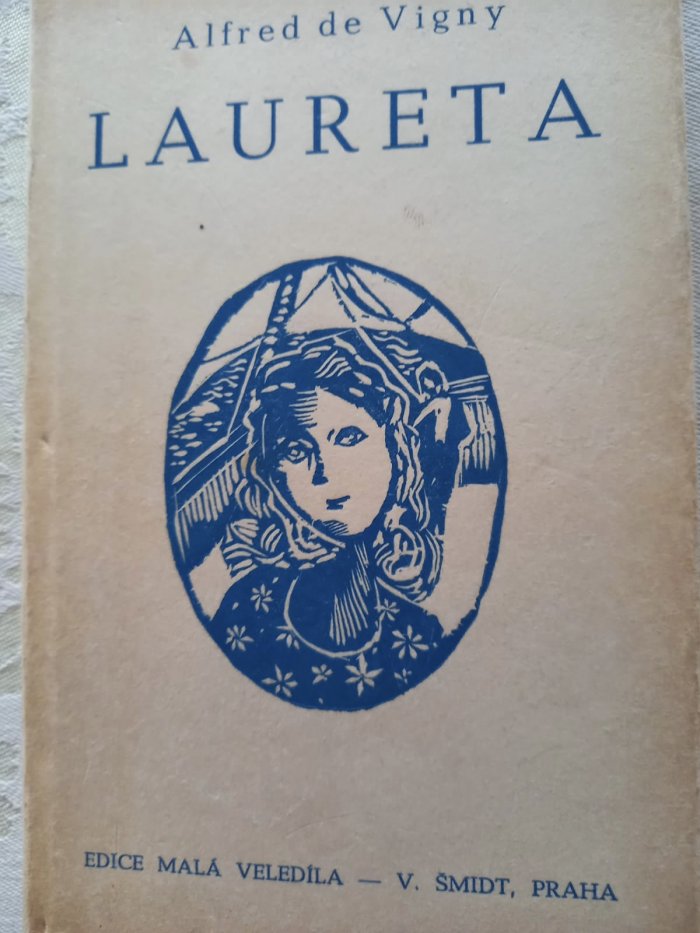 Alfred de Vigny
LAURETA
EDICE MALÁ VELEDÍLA — V. ŠMIDT, PRAHA